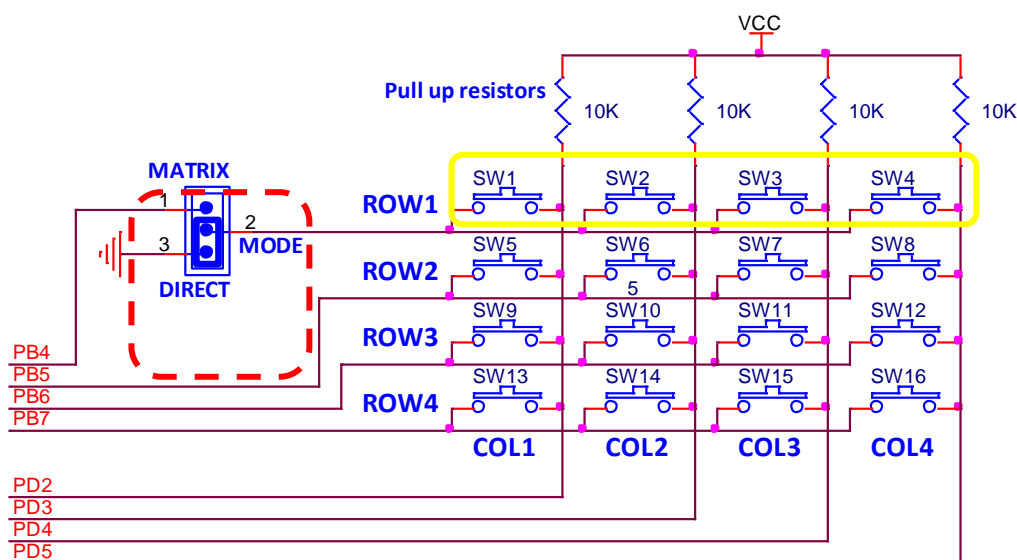 VCC
Pull up resistors
10K 10K 10K 10K
MATRIX
SW1 SW2 SW3 SW4
1
ROW1
2
3
MODE
SW5 SW6 SW7 SW8
ROW2
DIRECT
5
SW9 SW10 SW11 SW12
ROW3
PB4
PB5
SW13 SW14 SW15 SW16
PB6
ROW4
PB7
COL1 COL2 COL3 COL4
PD2
PD3
PD4
PD5